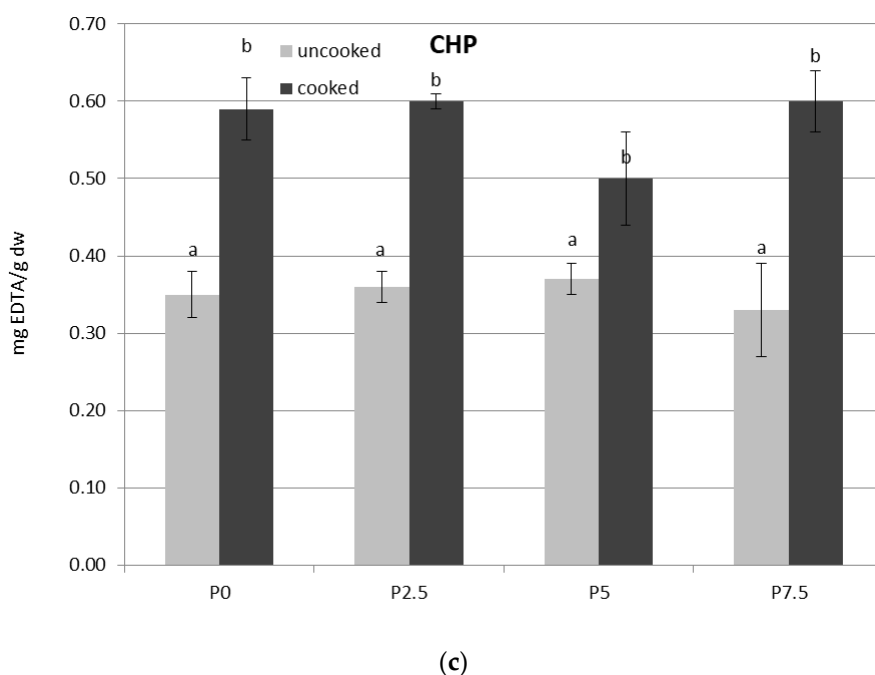 0.70
CHP
uncooked
cooked
0.60
0.50
0.40
0.30
0.20
0.10
0.00
mg EDTA/g dw
b
b
b
b
a
a
a
a
P0 P2.5 P5 P7.5
(c)